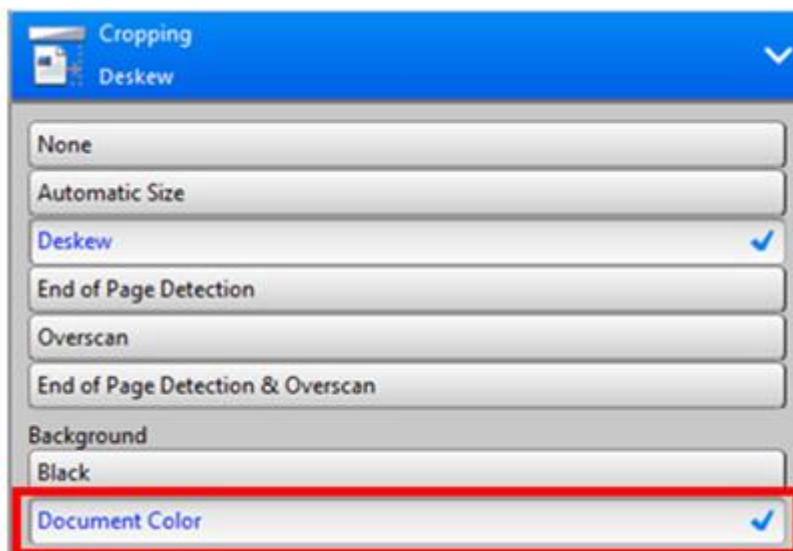 Cropping
Deskew
None
Automatic Size
Deskew
End of Page Detection
Overscan
End of Page Detection & Overscan
Background
Black
Document Color